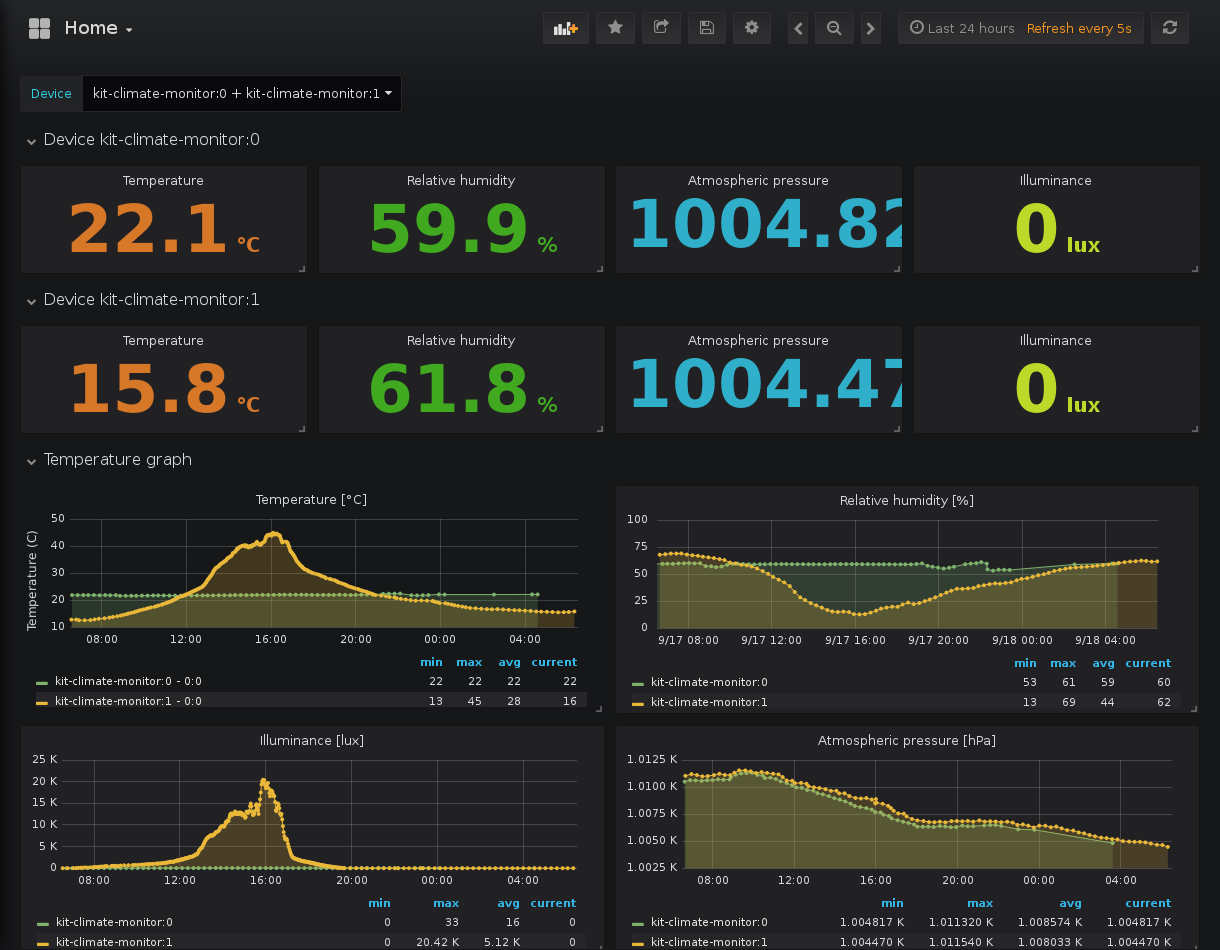 Home
Last 24 hours Refresh every 5s
Device kit-climate-monitor:0 + kit-climate-monitor:1
Device kit-climate-monitor:0
Temperature Relative humidity Atmospheric pressure Illuminance
22.1 °C 59.9 % 1004.82 0 lux
Device kit-climate-monitor:1
Temperature Relative humidity Atmospheric pressure Illuminance
15.8 °C 61.8 % 1004.47 0 lux
Temperature graph
Temperature [°C]
Temperature (C)
50
40
30
20
10
08:00 12:00 16:00 20:00 00:00 04:00
min max avg current
kit-climate-monitor:0 - 0:0 22 22 22 22
kit-climate-monitor:1 - 0:0 13 45 28 16
Relative humidity [%]
100
75
50
25
0
9/17 08:00 9/17 12:00 9/17 16:00 9/17 20:00 9/18 00:00 9/18 04:00
min max avg current
kit-climate-monitor:0 53 61 59 60
kit-climate-monitor:1 13 69 44 62
Illuminance [lux]
25 K
20 K
15 K
10 K
5 K
0
08:00 12:00 16:00 20:00 00:00 04:00
min max avg current
kit-climate-monitor:0 0 33 16 0
kit-climate-monitor:1 0 20.42 K 5.12 K 0
Atmospheric pressure [hPa]
1.0125 K
1.0100 K
1.0075 K
1.0050 K
1.0025 K
08:00 12:00 16:00 20:00 00:00 04:00
min max avg current
kit-climate-monitor:0 1.004817 K 1.011320 K 1.008574 K 1.004817 K
kit-climate-monitor:1 1.004470 K 1.011540 K 1.008033 K 1.004470 K